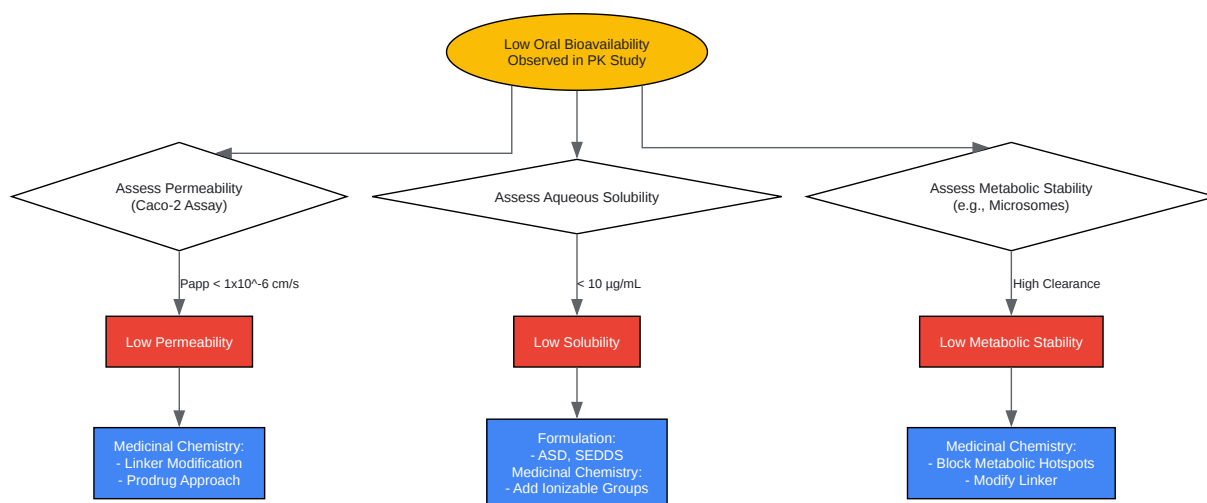 Low Oral Bioavailability
Observed in PK Study
Assess Permeability
(Caco-2 Assay)
Assess Aqueous Solubility
Assess Metabolic Stability
(e.g., Microsomes)
Papp < 1x10^-6 cm/s
< 10 µg/mL
High Clearance
Low Permeability
Low Solubility
Low Metabolic Stability
Medicinal Chemistry:
- Linker Modification
- Prodrug Approach
Formulation:
- ASD, SEDDS
Medicinal Chemistry:
- Add Ionizable Groups
Medicinal Chemistry:
- Block Metabolic Hotspots
- Modify Linker